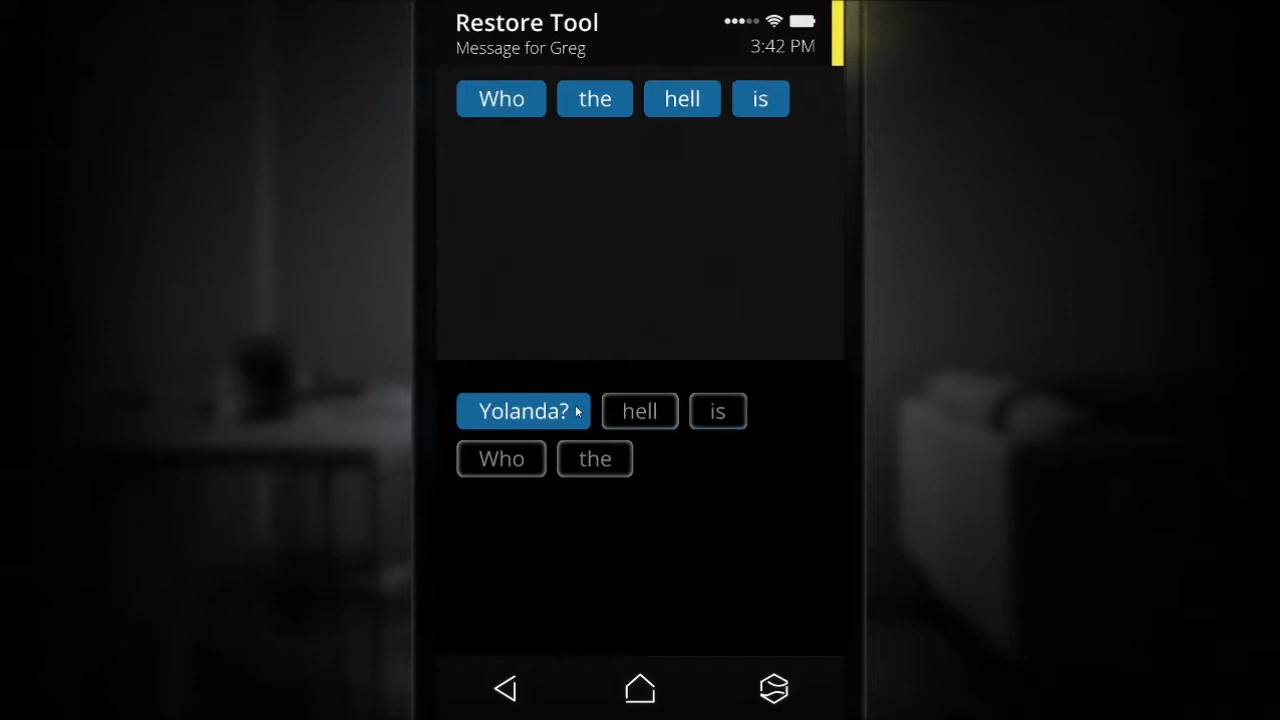 Restore Tool
Message for Greg
3:42 PM
Who the hell is
Yolanda? hell is
Who the